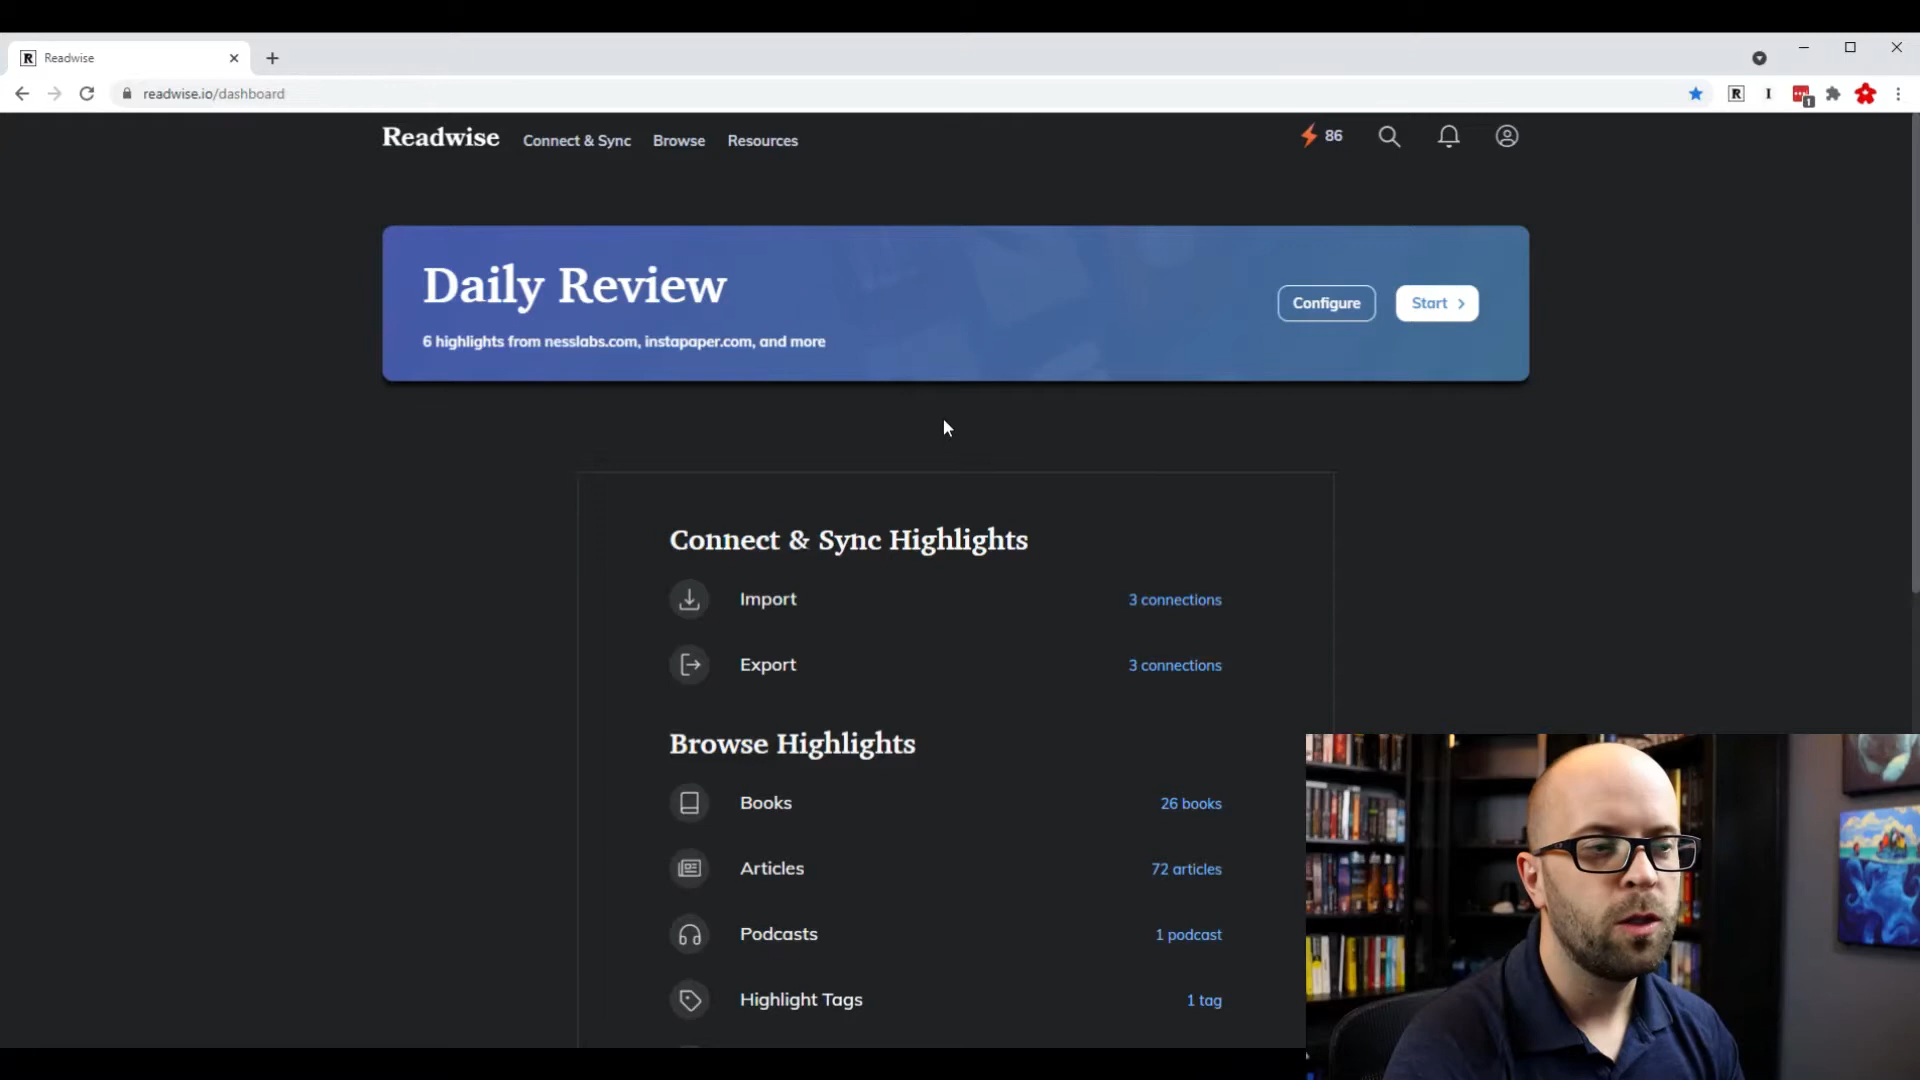 R Readwise
readwise.io/dashboard
R
I
1
Readwise Connect & Sync Browse Resources
86
Daily Review
6 highlights from nesslabs.com, instapaper.com, and more
Configure
Start
Connect & Sync Highlights
Import 3 connections
Export 3 connections
Browse Highlights
Books 26 books
Articles 72 articles
Podcasts 1 podcast
Highlight Tags 1 tag